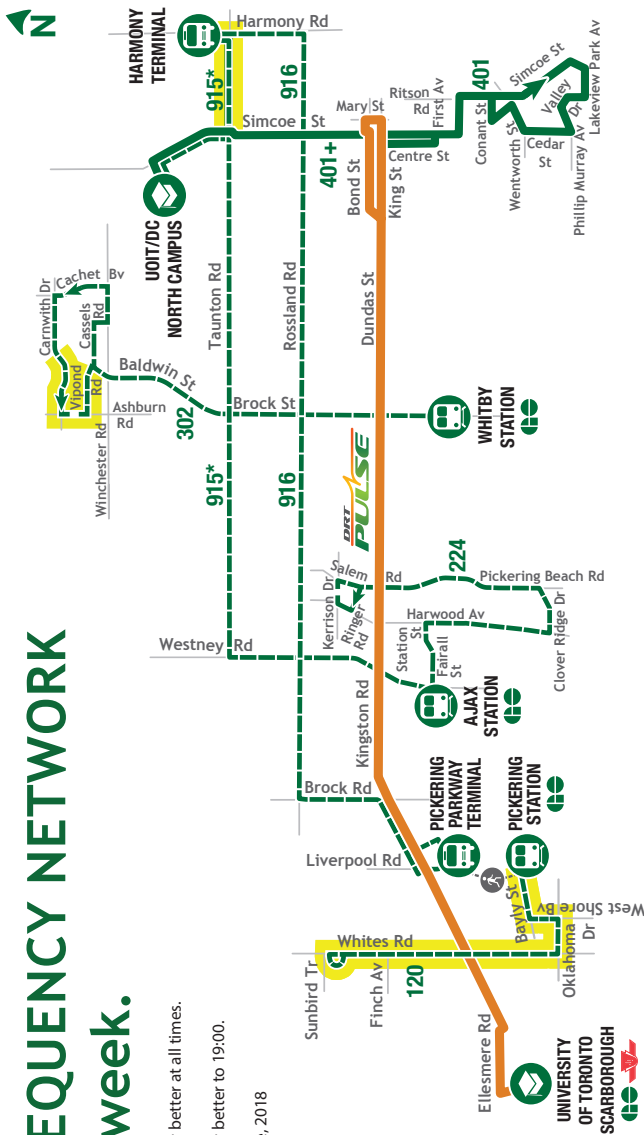 EQUENCY NETWORK
week.
better at all times.
better to 19:00.
, 2018
N
HARMONY
TERMINAL
Harmony Rd
915*
916
Simcoe St
Mary St
Ritson
Rd
First Av
401
Simcoe St
Valley
Dr
Lakeview Park Av
Conant St
Wentworth St
Cedar
St
Phillip Murray Av
Centre St
401+
Bond St
King St
UOIT/DC
NORTH CAMPUS
Taunton Rd
Rossland Rd
Dundas St
Carnwith Dr
Cachet Bv
Cassels
Rd
Vipond
Rd
Baldwin St
Ashburn
Rd
Winchester Rd
302
Brock St
WHITBY
STATION
GO
915*
916
DRT
PULSE
Kerrison Dr
Salem Rd
Ringer
Rd
224
Pickering Beach Rd
Harwood Av
Clover Ridge Dr
Station
St
Fairall
St
Westney Rd
AJAX
STATION
GO
Kingston Rd
Brock Rd
Liverpool Rd
PICKERING
PARKWAY
TERMINAL
PICKERING
STATION
GO
Bayly St
West Shore Bv
Oklahoma
Dr
Whites Rd
Sunbird Tr
Finch Av
120
Ellesmere Rd
UNIVERSITY
OF TORONTO
SCARBOROUGH
GO